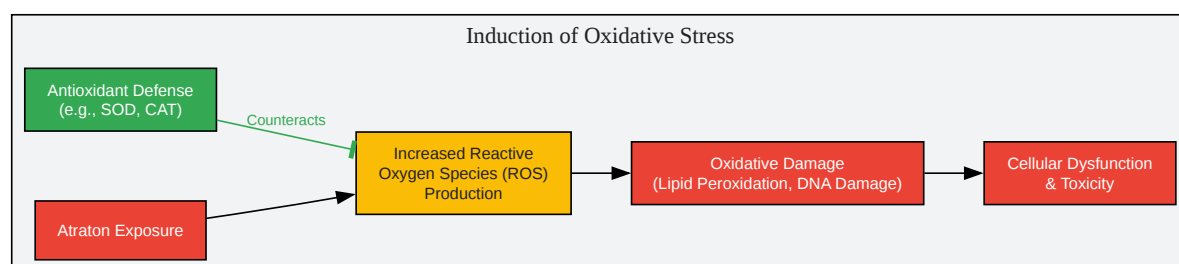 Induction of Oxidative Stress
Antioxidant Defense
(e.g., SOD, CAT)
Counteracts
Increased Reactive
Oxygen Species (ROS)
Production
Oxidative Damage
(Lipid Peroxidation, DNA Damage)
Cellular Dysfunction
& Toxicity
Atraton Exposure